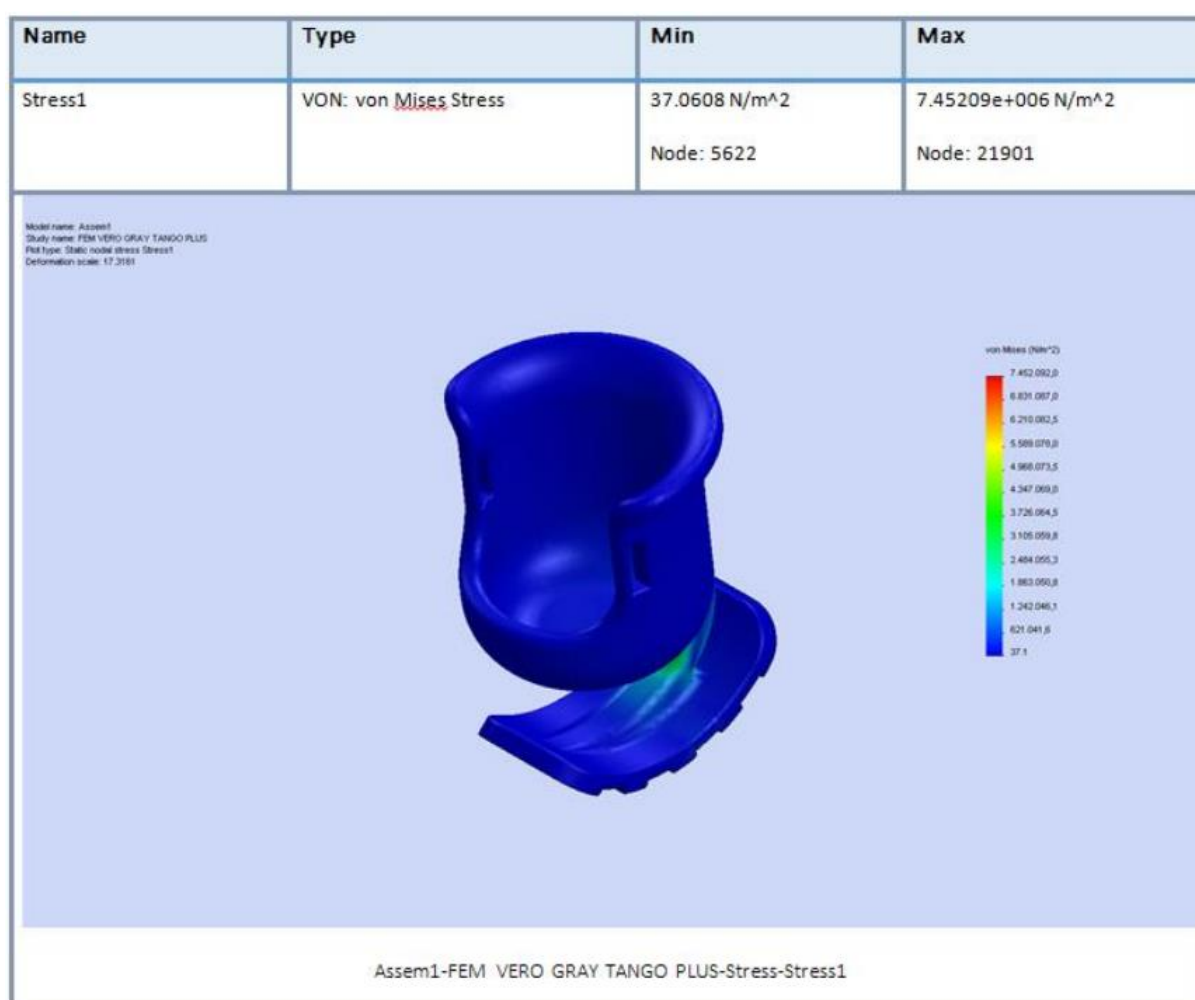 Name Type Min Max
Stress1 VON: von Mises Stress 37.0608 N/m^2 7.45209e+006 N/m^2
Node: 5622 Node: 21901
Model name: Assem1
Study name: FEM VERO GRAY TANGO PLUS
Plot type: Static nodal stress Stress1
Deformation scale: 17.3181
von Mises (N/m^2)
7.452.092,0
6.831.087,0
6.210.082,5
5.589.078,0
4.968.073,5
4.347.069,0
3.726.064,5
3.105.059,8
2.484.055,3
1.863.050,8
1.242.046,1
621.041,6
37.1
Assem1-FEM VERO GRAY TANGO PLUS-Stress-Stress1